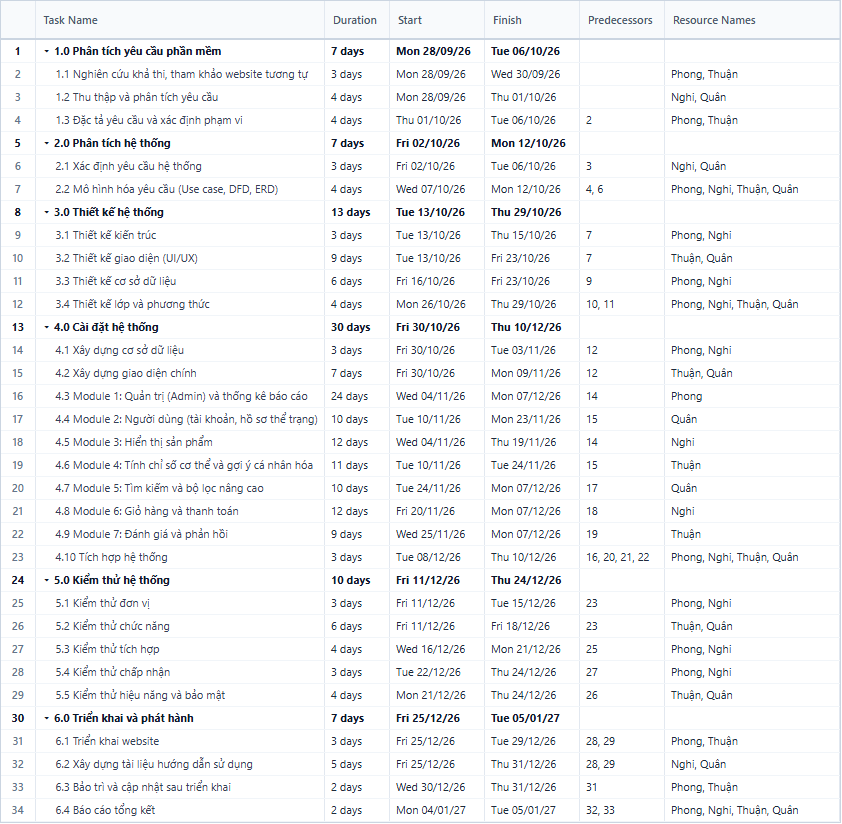 Task Name Duration Start Finish Predecessors Resource Names
1 1.0 Phân tích yêu cầu phần mềm 7 days Mon 28/09/26 Tue 06/10/26
2 1.1 Nghiên cứu khả thi, tham khảo website tương tự 3 days Mon 28/09/26 Wed 30/09/26 Phong, Thuận
3 1.2 Thu thập và phân tích yêu cầu 4 days Mon 28/09/26 Thu 01/10/26 Nghi, Quân
4 1.3 Đặc tả yêu cầu và xác định phạm vi 4 days Thu 01/10/26 Tue 06/10/26 2 Phong, Thuận
5 2.0 Phân tích hệ thống 7 days Fri 02/10/26 Mon 12/10/26
6 2.1 Xác định yêu cầu hệ thống 3 days Fri 02/10/26 Tue 06/10/26 3 Nghi, Quân
7 2.2 Mô hình hóa yêu cầu (Use case, DFD, ERD) 4 days Wed 07/10/26 Mon 12/10/26 4, 6 Phong, Nghi, Thuận, Quân
8 3.0 Thiết kế hệ thống 13 days Tue 13/10/26 Thu 29/10/26
9 3.1 Thiết kế kiến trúc 3 days Tue 13/10/26 Thu 15/10/26 7 Phong, Nghi
10 3.2 Thiết kế giao diện (UI/UX) 9 days Tue 13/10/26 Fri 23/10/26 7 Thuận, Quân
11 3.3 Thiết kế cơ sở dữ liệu 6 days Fri 16/10/26 Fri 23/10/26 9 Phong, Nghi
12 3.4 Thiết kế lớp và phương thức 4 days Mon 26/10/26 Thu 29/10/26 10, 11 Phong, Nghi, Thuận, Quân
13 4.0 Cài đặt hệ thống 30 days Fri 30/10/26 Thu 10/12/26
14 4.1 Xây dựng cơ sở dữ liệu 3 days Fri 30/10/26 Tue 03/11/26 12 Phong, Nghi
15 4.2 Xây dựng giao diện chính 7 days Fri 30/10/26 Mon 09/11/26 12 Thuận, Quân
16 4.3 Module 1: Quản trị (Admin) và thống kê báo cáo 24 days Wed 04/11/26 Mon 07/12/26 14 Phong
17 4.4 Module 2: Người dùng (tài khoản, hồ sơ thể trạng) 10 days Tue 10/11/26 Mon 23/11/26 15 Quân
18 4.5 Module 3: Hiển thị sản phẩm 12 days Wed 04/11/26 Thu 19/11/26 14 Nghi
19 4.6 Module 4: Tính chỉ số cơ thể và gợi ý cá nhân hóa 11 days Tue 10/11/26 Tue 24/11/26 15 Thuận
20 4.7 Module 5: Tìm kiếm và bộ lọc nâng cao 10 days Tue 24/11/26 Mon 07/12/26 17 Quân
21 4.8 Module 6: Giỏ hàng và thanh toán 12 days Fri 20/11/26 Mon 07/12/26 18 Nghi
22 4.9 Module 7: Đánh giá và phản hồi 9 days Wed 25/11/26 Mon 07/12/26 19 Thuận
23 4.10 Tích hợp hệ thống 3 days Tue 08/12/26 Thu 10/12/26 16, 20, 21, 22 Phong, Nghi, Thuận, Quân
24 5.0 Kiểm thử hệ thống 10 days Fri 11/12/26 Thu 24/12/26
25 5.1 Kiểm thử đơn vị 3 days Fri 11/12/26 Tue 15/12/26 23 Phong, Nghi
26 5.2 Kiểm thử chức năng 6 days Fri 11/12/26 Fri 18/12/26 23 Thuận, Quân
27 5.3 Kiểm thử tích hợp 4 days Wed 16/12/26 Mon 21/12/26 25 Phong, Nghi
28 5.4 Kiểm thử chấp nhận 3 days Tue 22/12/26 Thu 24/12/26 27 Phong, Nghi
29 5.5 Kiểm thử hiệu năng và bảo mật 4 days Mon 21/12/26 Thu 24/12/26 26 Thuận, Quân
30 6.0 Triển khai và phát hành 7 days Fri 25/12/26 Tue 05/01/27
31 6.1 Triển khai website 3 days Fri 25/12/26 Tue 29/12/26 28, 29 Phong, Thuận
32 6.2 Xây dựng tài liệu hướng dẫn sử dụng 5 days Fri 25/12/26 Thu 31/12/26 28, 29 Nghi, Quân
33 6.3 Bảo trì và cập nhật sau triển khai 2 days Wed 30/12/26 Thu 31/12/26 31 Phong, Thuận
34 6.4 Báo cáo tổng kết 2 days Mon 04/01/27 Tue 05/01/27 32, 33 Phong, Nghi, Thuận, Quân